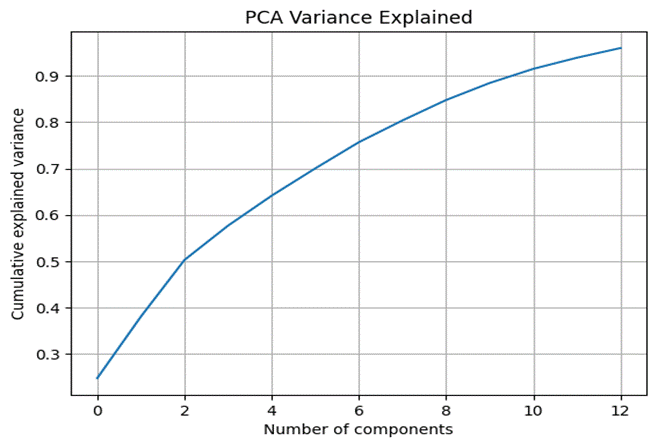 PCA Variance Explained
Cumulative explained variance
0.9
0.8
0.7
0.6
0.5
0.4
0.3
0 2 4 6 8 10 12
Number of components